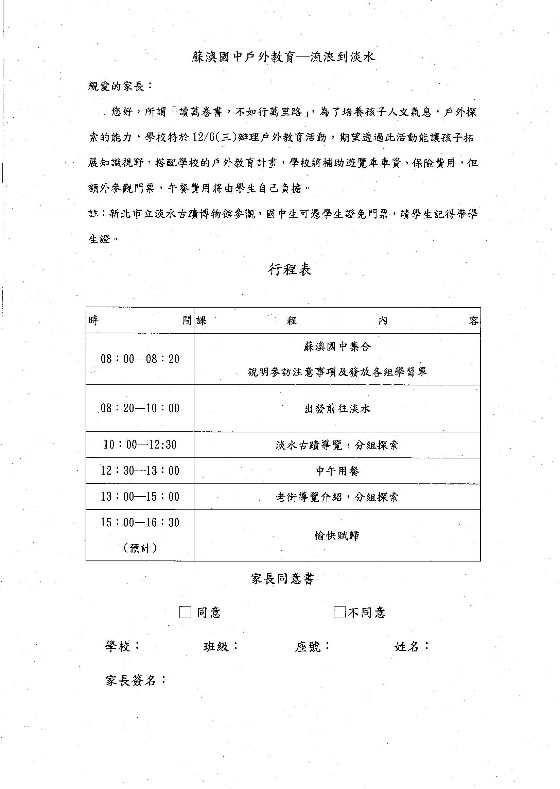 蘇澳國中戶外教育—流浪到淡水
親愛的家長：
您好，所謂「讀萬卷書，不如行萬里路」，為了培養孩子人文氣息，戶外探
索的能力，學校特於12/6(三)辦理戶外教育活動，期望透過此活動能讓孩子拓
展知識視野，搭配學校的戶外教育計畫，學校將補助遊覽車車資、保險費用，但
額外參觀門票，午餐費用將由學生自己負擔。
註：新北市立淡水古蹟博物館參觀，國中生可憑學生證免門票，請學生記得帶學
生證。
行程表
時 間 課 程 內 容
08：00—08：20
蘇澳國中集合
說明參訪注意事項及發放各組學習單
08：20—10：00 出發前往淡水
10：00—12:30 淡水古蹟導覽，分組探索
12：30—13：00 中午用餐
13：00—15：00 老街導覽介紹，分組探索
15：00—16：30
(預計)
愉快賦歸
家長同意書
□ 同意 □不同意
學校： 班級： 座號： 姓名：
家長簽名：